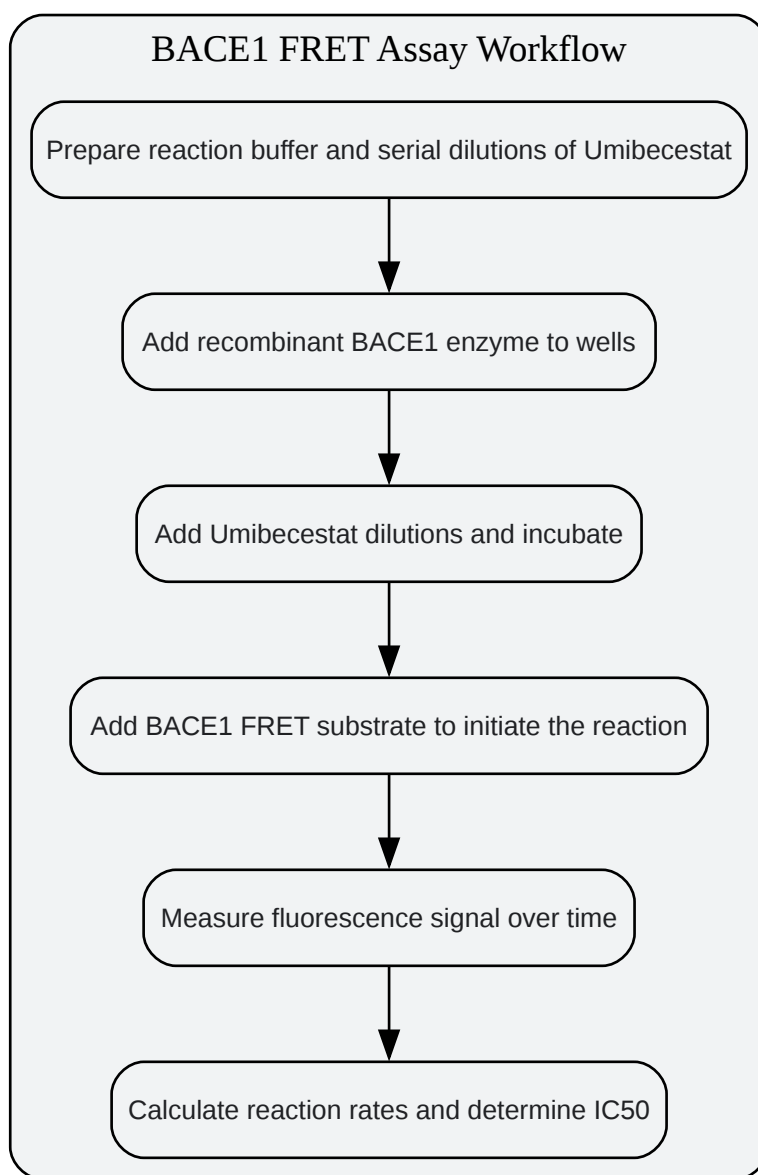 BACE1 FRET Assay Workflow
Prepare reaction buffer and serial dilutions of Umibecestat
Add recombinant BACE1 enzyme to wells
Add Umibecestat dilutions and incubate
Add BACE1 FRET substrate to initiate the reaction
Measure fluorescence signal over time
Calculate reaction rates and determine IC50